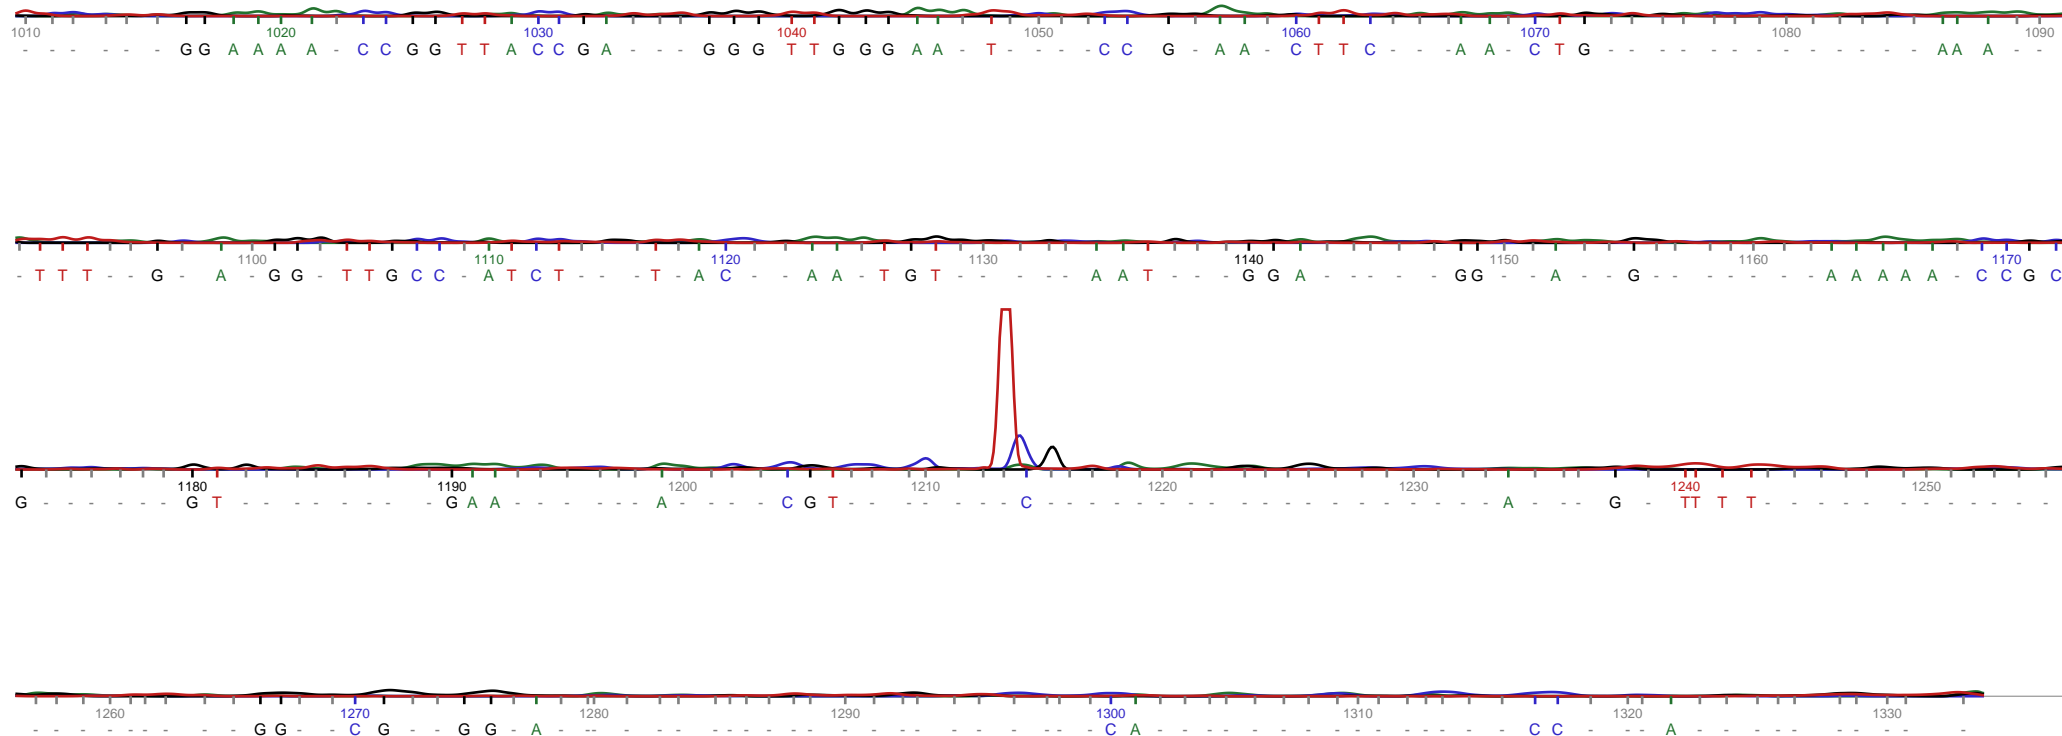 1010 1020 1030 1040 1050 1060 1070 1080 1090
- - - - - - G G A A A A - C C G G T T A C C G A - - - G G G T T G G G A A - T - - - - C C - G - A A - C T T C - - - A A - C T G - - - - - - - - - - - - - A A A - -
1100 1110 1120 1130 1140 1150 1160 1170
- T T T - - G - - A - G G - T T G C C - A T C T - - - T - A C - - - A A - T G T - - - - - A A T - - - G G A - - - - - G G - - A - - G - - - - - - - A A A A A - C C G C
1180 1190 1200 1210 1220 1230 1240 1250
G - - - - - - G T - - - - - - - - G A A - - - - - - A - - - - C G T - - - - - - C - - - - - - - - - - - - - - - - - - A - - - - G - T T T T - - - - - - - - - - -
1260 1270 1280 1290 1300 1310 1320 1330
- - - - - - - - - - G G - - C G - - G G - A - - - - - - - - - - - - - - - - - - - - - - - C A - - - - - - - - - - - - - - - C C - - - A - - - - - - - - - -